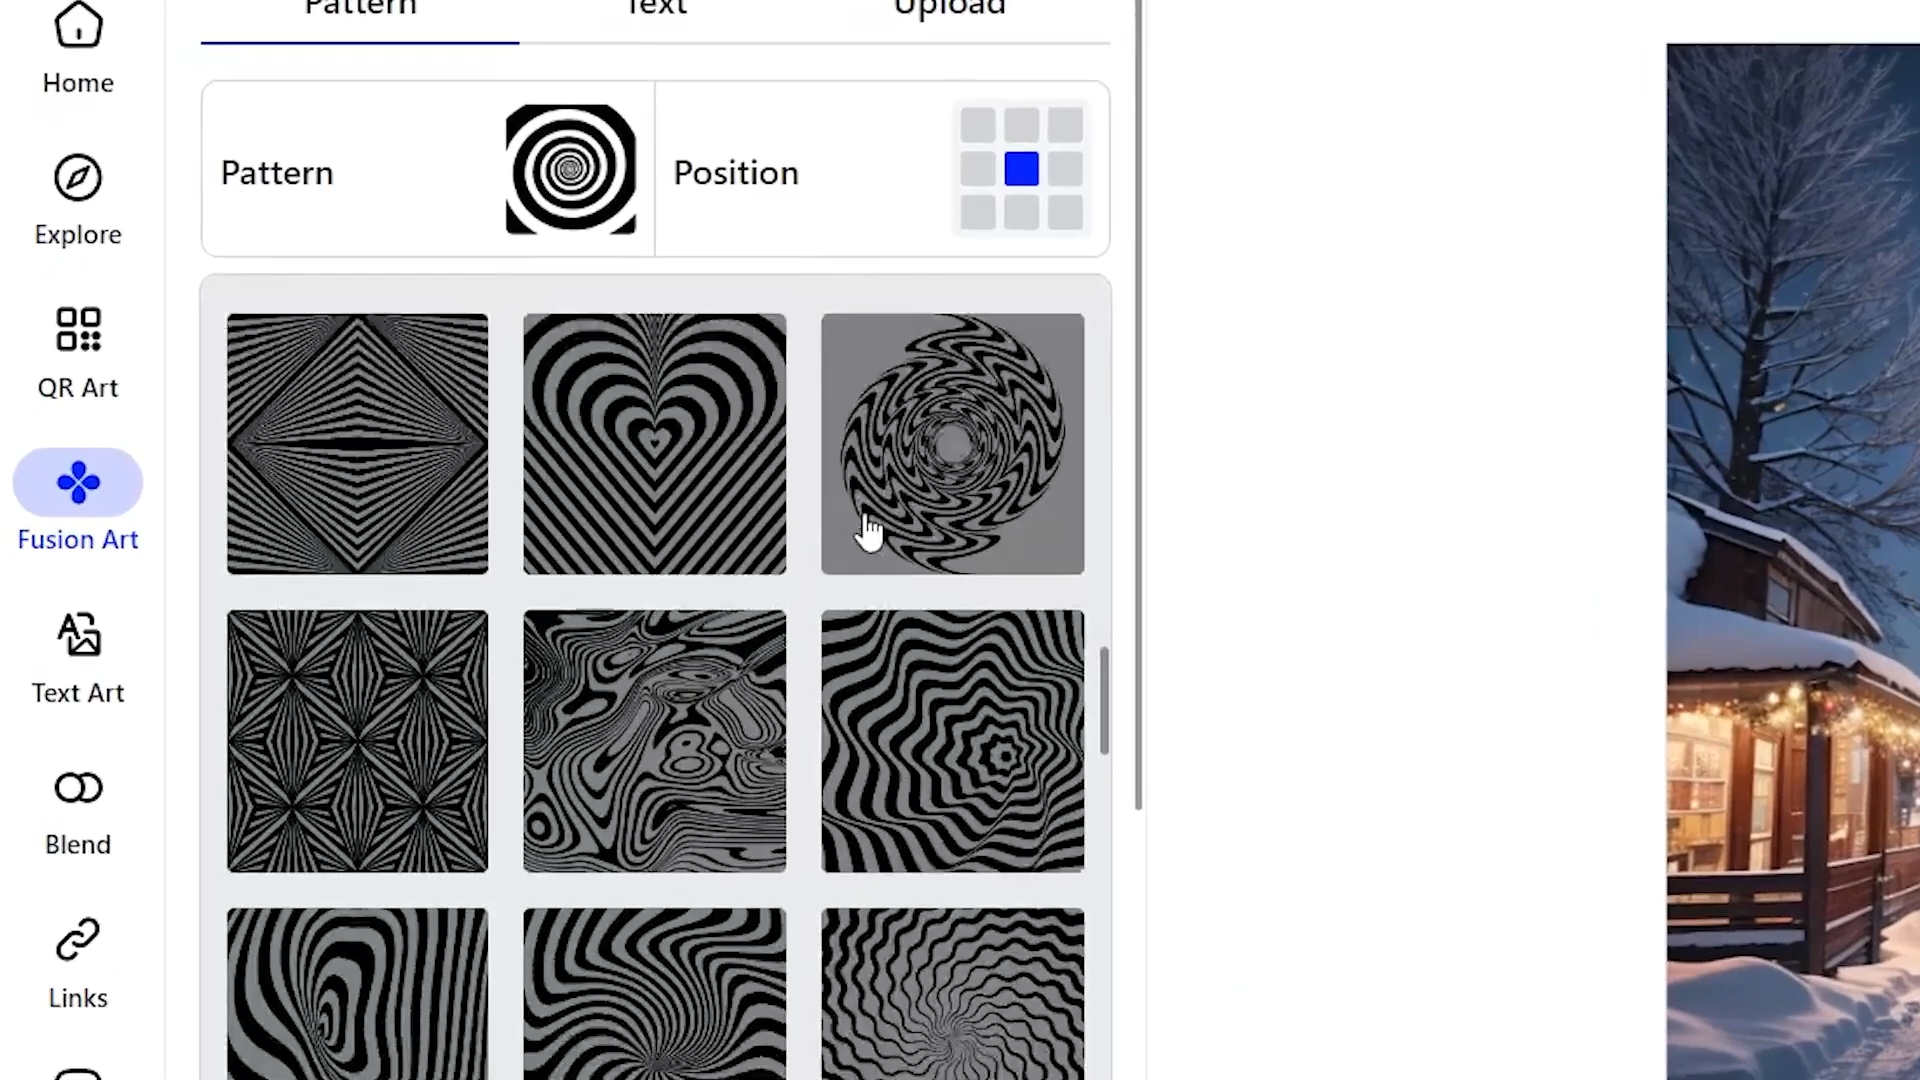 Pattern Text Upload
Home
Pattern Position
Explore
QR Art
Fusion Art
Text Art
Blend
Links